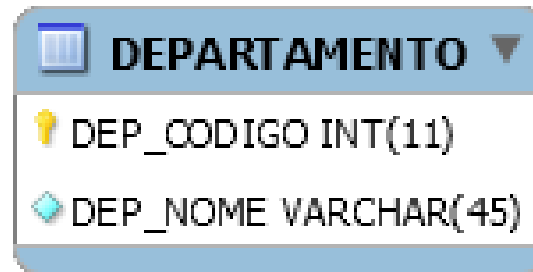 DEPARTAMENTO
DEP_CODIGO INT(11)
DEP_NOME VARCHAR(45)